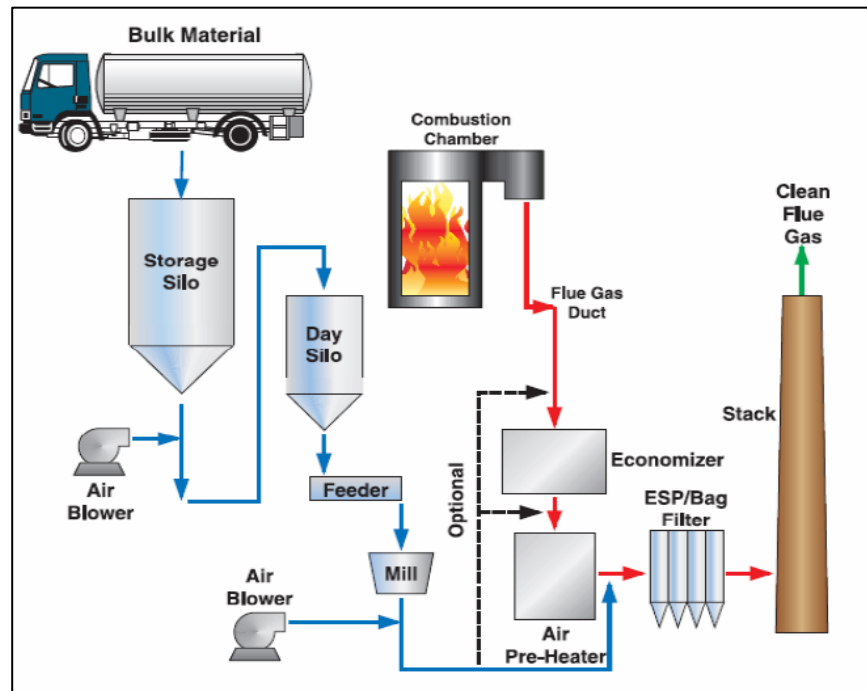 Bulk Material
Combustion
Chamber
Clean
Flue
Gas
Storage
Silo
Flue Gas
Duct
Day
Silo
Stack
Economizer
Air
Blower
Feeder
Optional
ESP/Bag
Filter
Mill
Air
Blower
Air
Pre-Heater